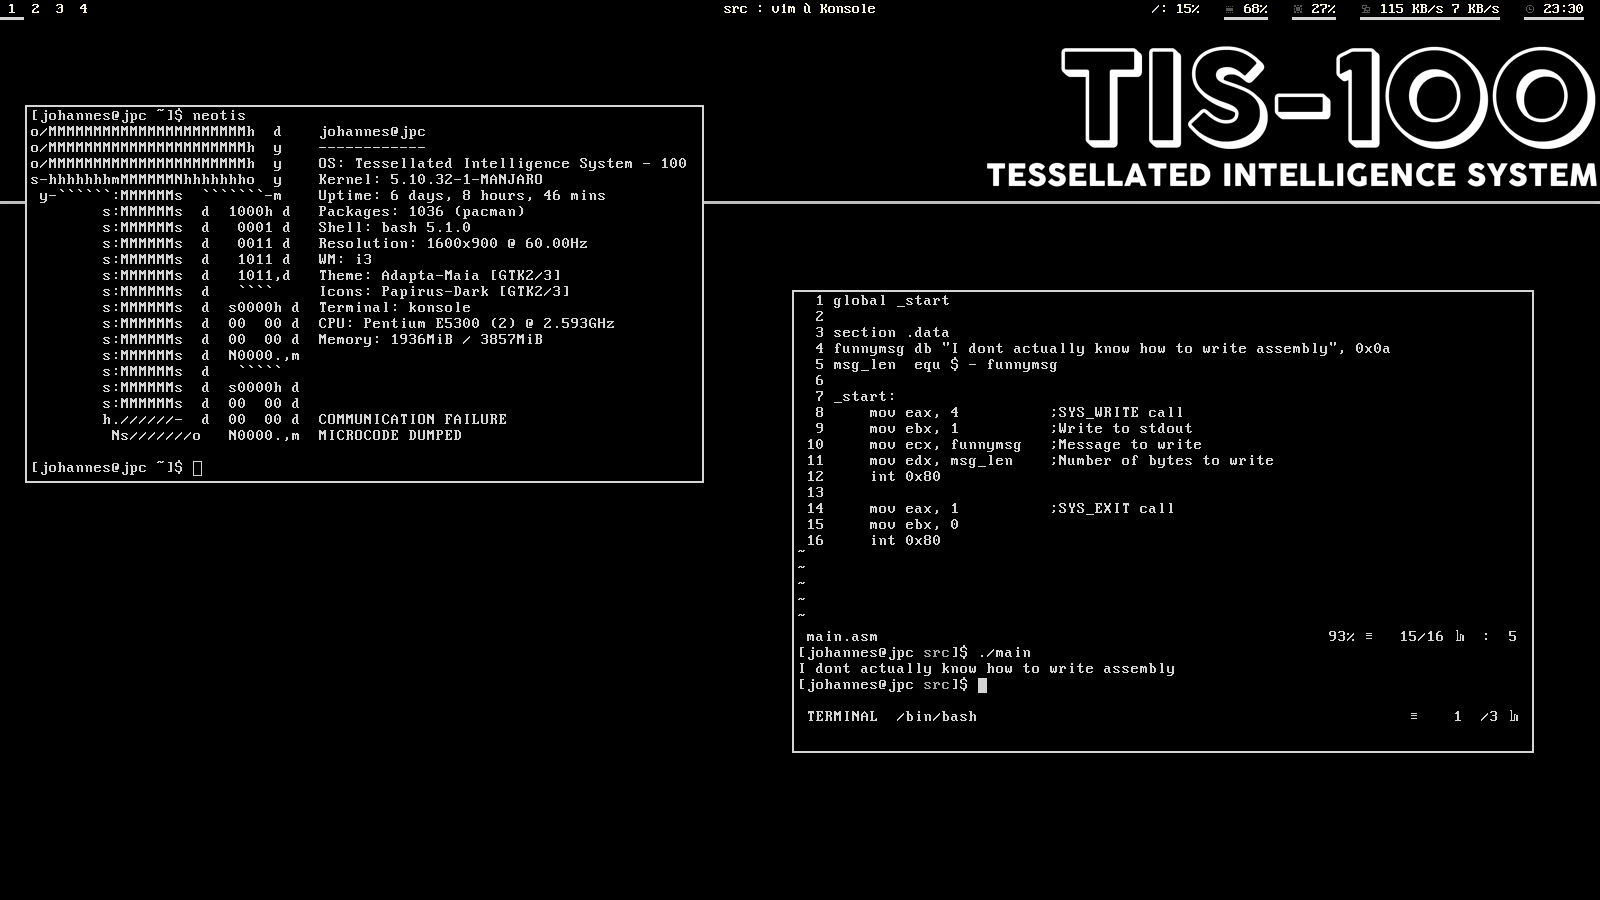 1 2 3 4
src : vim ù Konsole
/: 15% 68% 27% 115 KB/s 7 KB/s 23:30
TIS-100
TESSELLATED INTELLIGENCE SYSTEM
[johannes@jpc ~]$ neotis
o/MMMMMMMMMMMMMMMMMMMMMMh  d    johannes@jpc
o/MMMMMMMMMMMMMMMMMMMMMMh  y    ------------
o/MMMMMMMMMMMMMMMMMMMMMMh  y    OS: Tessellated Intelligence System - 100
s-hhhhhhhmMMMMMMNhhhhhhho  y    Kernel: 5.10.32-1-MANJARO
 y-``````:MMMMMMs  ```````-m    Uptime: 6 days, 8 hours, 46 mins
        s:MMMMMMs  d  1000h d   Packages: 1036 (pacman)
        s:MMMMMMs  d   0001 d   Shell: bash 5.1.0
        s:MMMMMMs  d   0011 d   Resolution: 1600x900 @ 60.00Hz
        s:MMMMMMs  d   1011 d   WM: i3
        s:MMMMMMs  d   1011,d   Theme: Adapta-Maia [GTK2/3]
        s:MMMMMMs  d   ````     Icons: Papirus-Dark [GTK2/3]
        s:MMMMMMs  d  s0000h d  Terminal: konsole
        s:MMMMMMs  d  00  00 d  CPU: Pentium E5300 (2) @ 2.593GHz
        s:MMMMMMs  d  00  00 d  Memory: 1936MiB / 3857MiB
        s:MMMMMMs  d  N0000.,m
        s:MMMMMMs  d   `````
        s:MMMMMMs  d  s0000h d
        s:MMMMMMs  d  00  00 d
        h.//////-  d  00  00 d  COMMUNICATION FAILURE
         Ns///////o   N0000.,m  MICROCODE DUMPED
[johannes@jpc ~]$
1 global _start
2
3 section .data
4 funnymsg db "I dont actually know how to write assembly", 0x0a
5 msg_len  equ $ - funnymsg
6
7 _start:
8     mov eax, 4          ;SYS_WRITE call
9     mov ebx, 1          ;Write to stdout
10     mov ecx, funnymsg   ;Message to write
11     mov edx, msg_len    ;Number of bytes to write
12     int 0x80
13
14     mov eax, 1          ;SYS_EXIT call
15     mov ebx, 0
16     int 0x80
~
~
~
~
~
main.asm 93% ≡ 15/16 ㏑ : 5
[johannes@jpc src]$ ./main
I dont actually know how to write assembly
[johannes@jpc src]$
TERMINAL /bin/bash ≡ 1 /3 ㏑